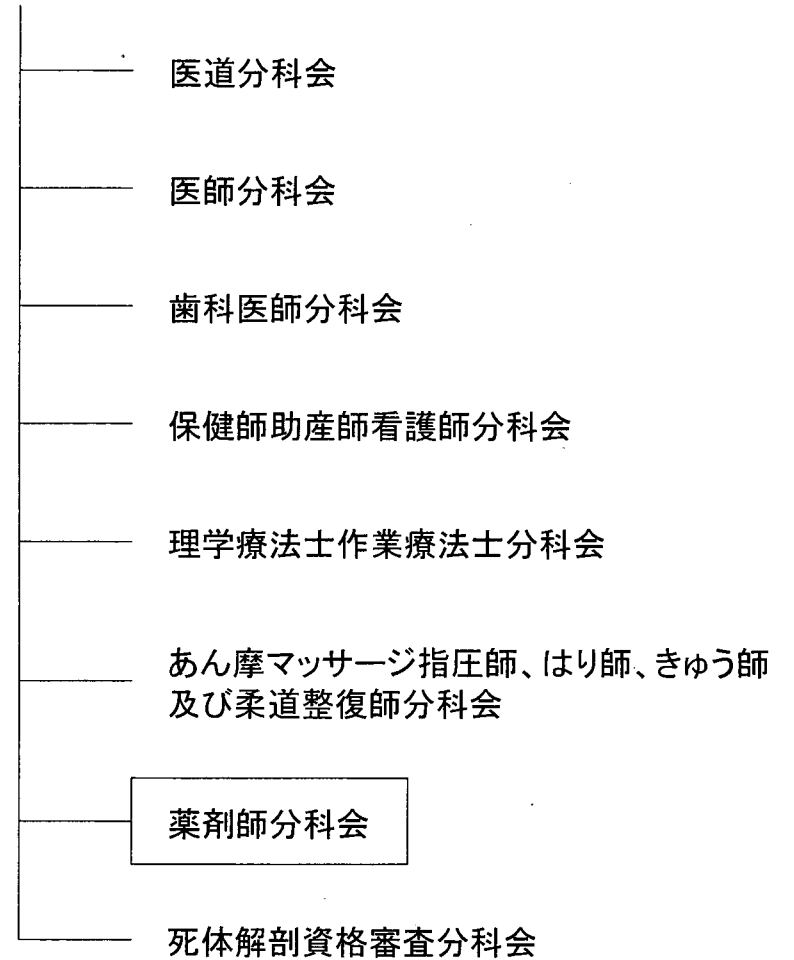 医道分科会
医師分科会
歯科医師分科会
保健師助産師看護師分科会
理学療法士作業療法士分科会
あん摩マッサージ指圧師、はり師、きゅう師
及び柔道整復師分科会
薬剤師分科会
死体解剖資格審査分科会